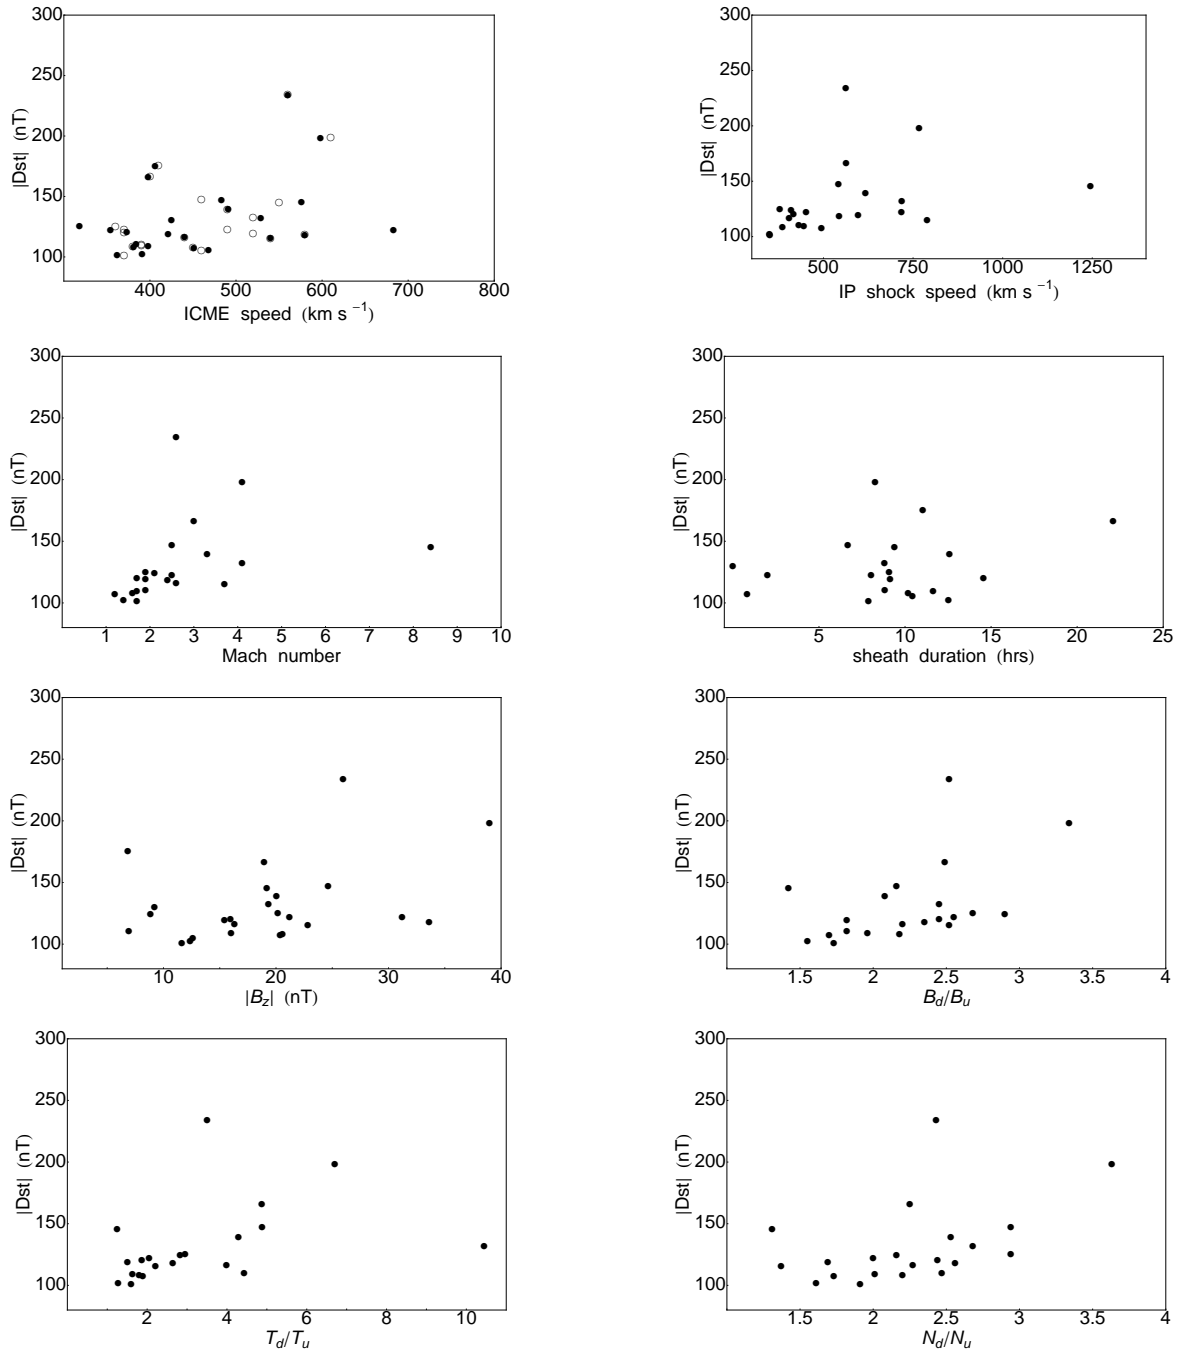 300
250
200
150
100
|Dst| (nT)
400 500 600 700 800
ICME speed (km s −1)
300
250
200
150
100
|Dst| (nT)
500 750 1000 1250
IP shock speed (km s −1)
300
250
200
150
100
|Dst| (nT)
1 2 3 4 5 6 7 8 9 10
Mach number
300
250
200
150
100
|Dst| (nT)
5 10 15 20 25
sheath duration (hrs)
300
250
200
150
100
|Dst| (nT)
10 20 30 40
|Bz| (nT)
300
250
200
150
100
|Dst| (nT)
1.5 2 2.5 3 3.5 4
Bd/Bu
300
250
200
150
100
|Dst| (nT)
2 4 6 8 10
Td/Tu
300
250
200
150
100
|Dst| (nT)
1.5 2 2.5 3 3.5 4
Nd/Nu